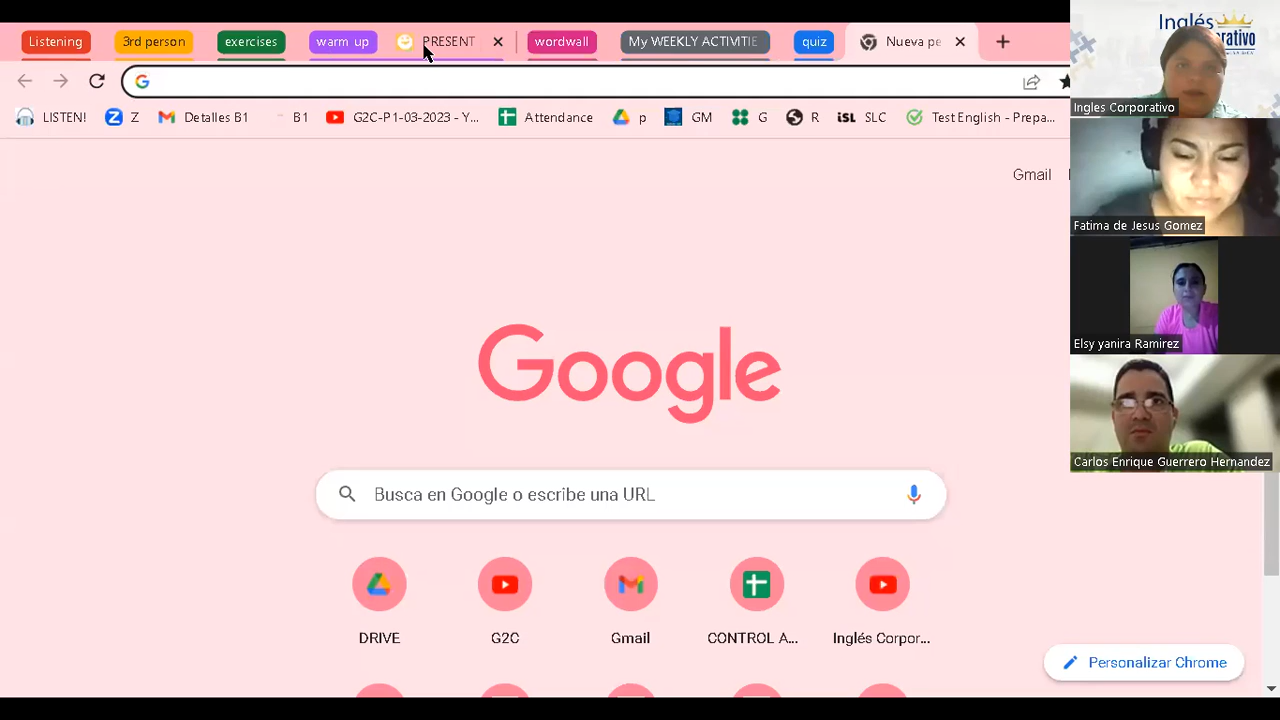 Listening 3rd person exercises warm up PRESENT wordwall My WEEKLY ACTIVITIE quiz Nueva pe
LISTEN! Z Detalles B1 B1 G2C-P1-03-2023 - Y... Attendance p GM G R iSL SLC Test English - Prepa...
Gmail
Google
Busca en Google o escribe una URL
DRIVE G2C Gmail CONTROL A... Inglés Corpor...
Personalizar Chrome
Inglés
Ingles Corporativo
Fatima de Jesus Gomez
Elsy yanira Ramirez
Carlos Enrique Guerrero Hernandez